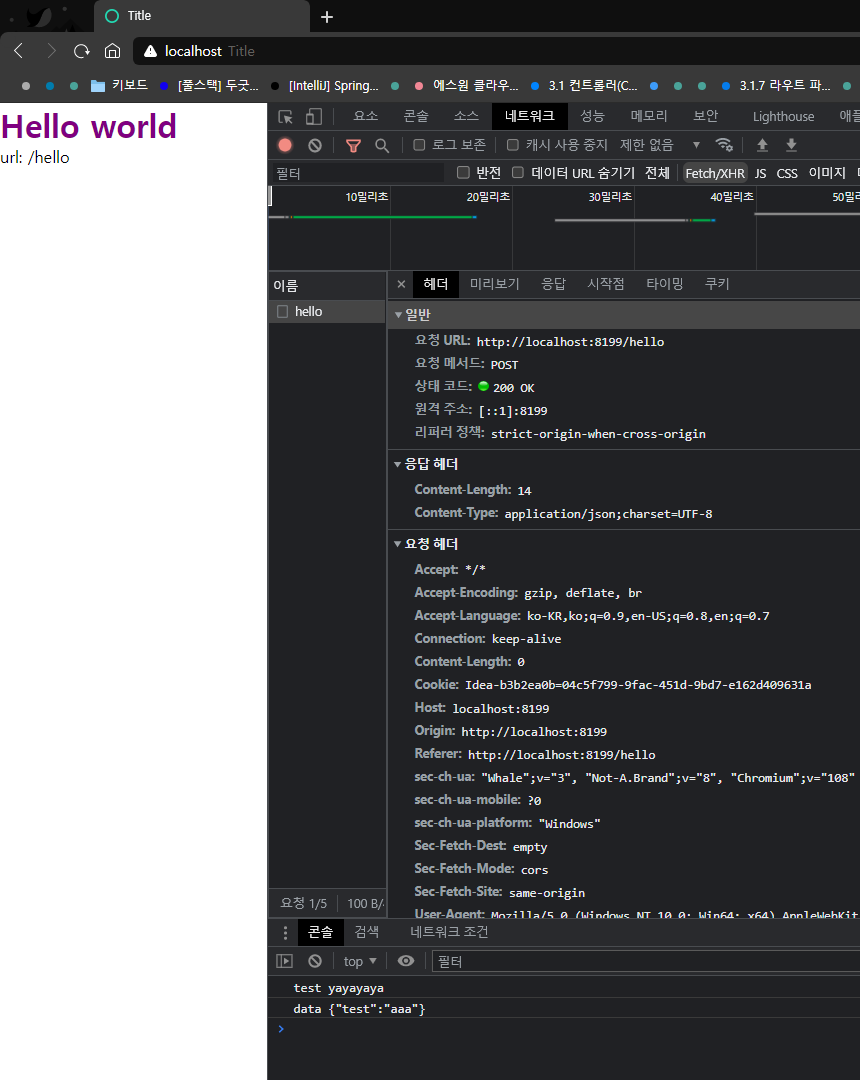 Title
localhost Title
키보드 [풀스택] 두굿... [IntelliJ] Spring... 에스원 클라우... 3.1 컨트롤러(C... 3.1.7 라우트 파...
Hello world
url: /hello
요소 콘솔 소스 네트워크 성능 메모리 보안 Lighthouse 애플
로그 보존 캐시 사용 중지 제한 없음
필터 반전 데이터 URL 숨기기 전체 Fetch/XHR JS CSS 이미지
10밀리초 20밀리초 30밀리초 40밀리초 50밀리
이름
hello
헤더 미리보기 응답 시작점 타이밍 쿠키
일반
요청 URL: http://localhost:8199/hello
요청 메서드: POST
상태 코드: 200 OK
원격 주소: [::1]:8199
리퍼러 정책: strict-origin-when-cross-origin
응답 헤더
Content-Length: 14
Content-Type: application/json;charset=UTF-8
요청 헤더
Accept: */*
Accept-Encoding: gzip, deflate, br
Accept-Language: ko-KR,ko;q=0.9,en-US;q=0.8,en;q=0.7
Connection: keep-alive
Content-Length: 0
Cookie: Idea-b3b2ea0b=04c5f799-9fac-451d-9bd7-e162d409631a
Host: localhost:8199
Origin: http://localhost:8199
Referer: http://localhost:8199/hello
sec-ch-ua: "Whale";v="3", "Not-A.Brand";v="8", "Chromium";v="108"
sec-ch-ua-mobile: ?0
sec-ch-ua-platform: "Windows"
Sec-Fetch-Dest: empty
Sec-Fetch-Mode: cors
Sec-Fetch-Site: same-origin
User-Agent: Mozilla/5.0 (Windows NT 10.0; Win64; x64) AppleWebKit
요청 1/5 100 B/
콘솔 검색 네트워크 조건
top 필터
test yayayaya
data {"test":"aaa"}